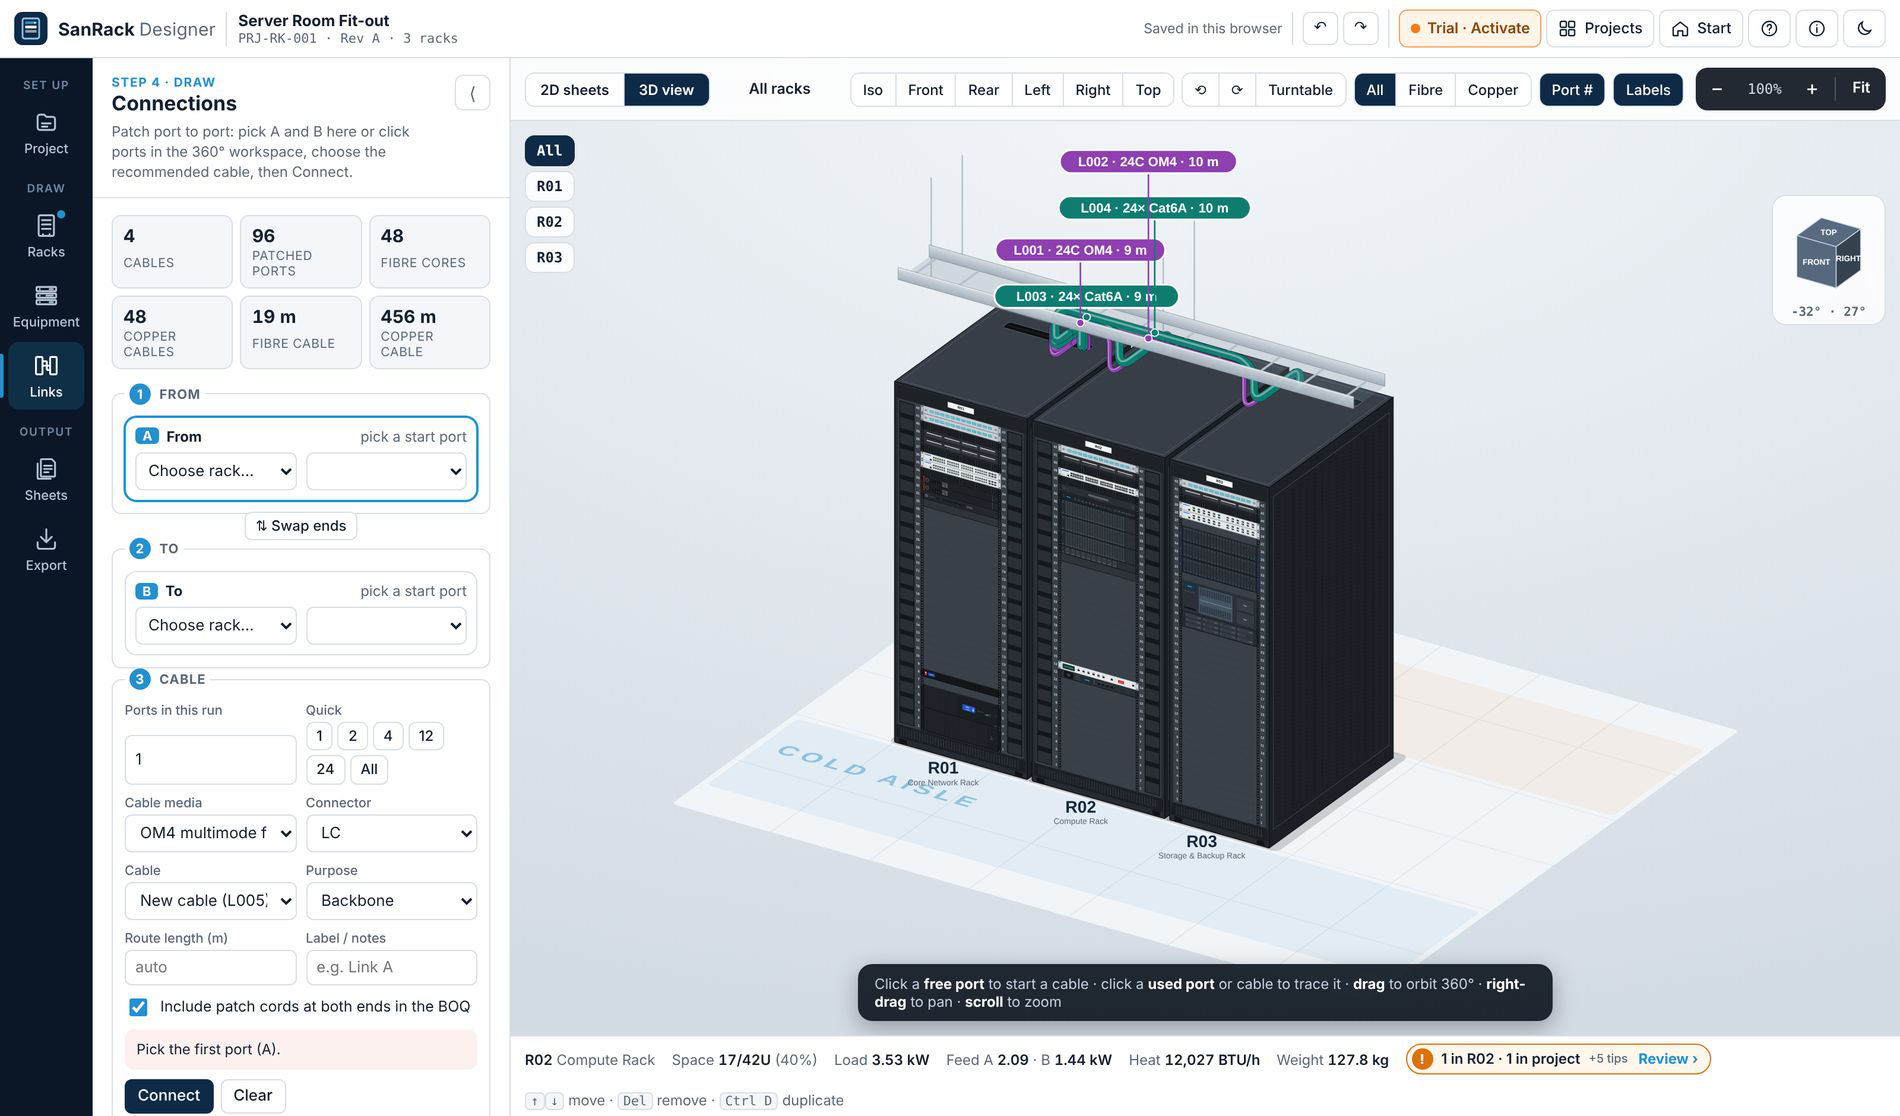 SanRack Designer
Server Room Fit-out
PRJ-RK-001 · Rev A · 3 racks
Saved in this browser
Trial · Activate
Projects
Start
SET UP
Project
DRAW
Racks
Equipment
Links
OUTPUT
Sheets
Export
STEP 4 · DRAW
Connections
Patch port to port: pick A and B here or click
ports in the 360° workspace, choose the
recommended cable, then Connect.
4
CABLES
96
PATCHED
PORTS
48
FIBRE CORES
48
COPPER
CABLES
19 m
FIBRE CABLE
456 m
COPPER
CABLE
1 FROM
A From pick a start port
Choose rack...
⇅ Swap ends
2 TO
B To pick a start port
Choose rack...
3 CABLE
Ports in this run
Quick
1
1 2 4 12
24 All
Cable media
Connector
OM4 multimode f
LC
Cable
Purpose
New cable (L005)
Backbone
Route length (m)
Label / notes
auto
e.g. Link A
Include patch cords at both ends in the BOQ
Pick the first port (A).
Connect Clear
2D sheets 3D view
All racks
Iso Front Rear Left Right Top
⟲ ⟳ Turntable
All Fibre Copper
Port # Labels
− 100% + Fit
All
R01
R02
R03
L002 · 24C OM4 · 10 m
L004 · 24× Cat6A · 10 m
L001 · 24C OM4 · 9 m
L003 · 24× Cat6A · 9 m
TOP
FRONT
RIGHT
-32° · 27°
COLD AISLE
R01
Core Network Rack
R02
Compute Rack
R03
Storage & Backup Rack
Click a free port to start a cable · click a used port or cable to trace it · drag to orbit 360° · right-
drag to pan · scroll to zoom
R02 Compute Rack Space 17/42U (40%) Load 3.53 kW Feed A 2.09 · B 1.44 kW Heat 12,027 BTU/h Weight 127.8 kg ! 1 in R02 · 1 in project +5 tips Review ›
↑ ↓ move · Del remove · Ctrl D duplicate